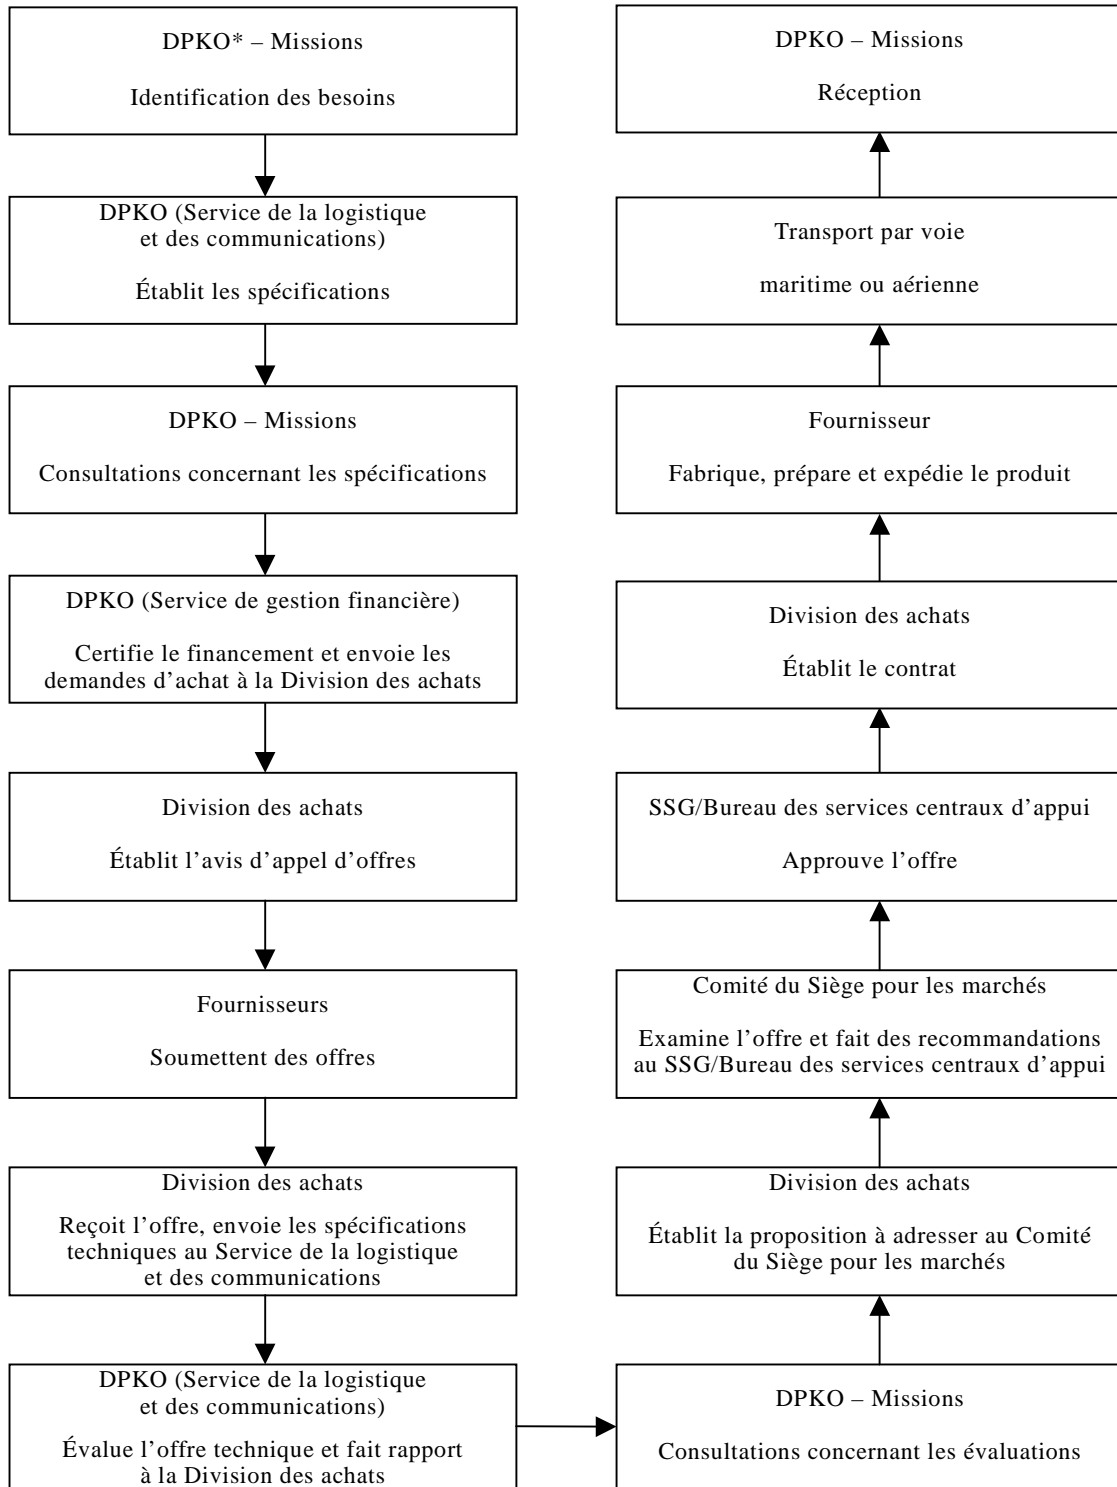 DPKO* – Missions
Identification des besoins
DPKO (Service de la logistique
et des communications)
Établit les spécifications
DPKO – Missions
Consultations concernant les spécifications
DPKO (Service de gestion financière)
Certifie le financement et envoie les
demandes d’achat à la Division des achats
Division des achats
Établit l’avis d’appel d’offres
Fournisseurs
Soumettent des offres
Division des achats
Reçoit l’offre, envoie les spécifications
techniques au Service de la logistique
et des communications
DPKO (Service de la logistique
et des communications)
Évalue l’offre technique et fait rapport
à la Division des achats
DPKO – Missions
Consultations concernant les évaluations
Division des achats
Établit la proposition à adresser au Comité
du Siège pour les marchés
Comité du Siège pour les marchés
Examine l’offre et fait des recommandations
au SSG/Bureau des services centraux d’appui
SSG/Bureau des services centraux d’appui
Approuve l’offre
Division des achats
Établit le contrat
Fournisseur
Fabrique, prépare et expédie le produit
Transport par voie
maritime ou aérienne
DPKO – Missions
Réception